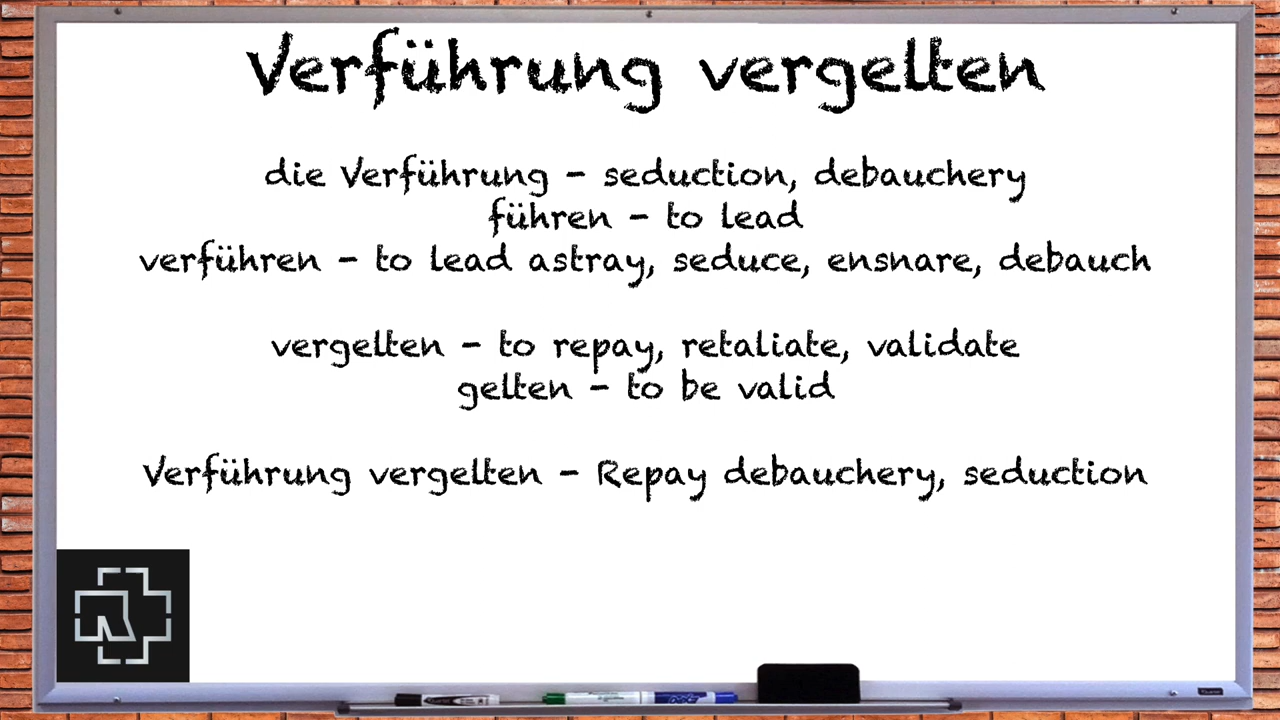 Verführung vergelten
die Verführung - seduction, debauchery
führen - to lead
verführen - to lead astray, seduce, ensnare, debauch
vergelten - to repay, retaliate, validate
gelten - to be valid
Verführung vergelten - Repay debauchery, seduction